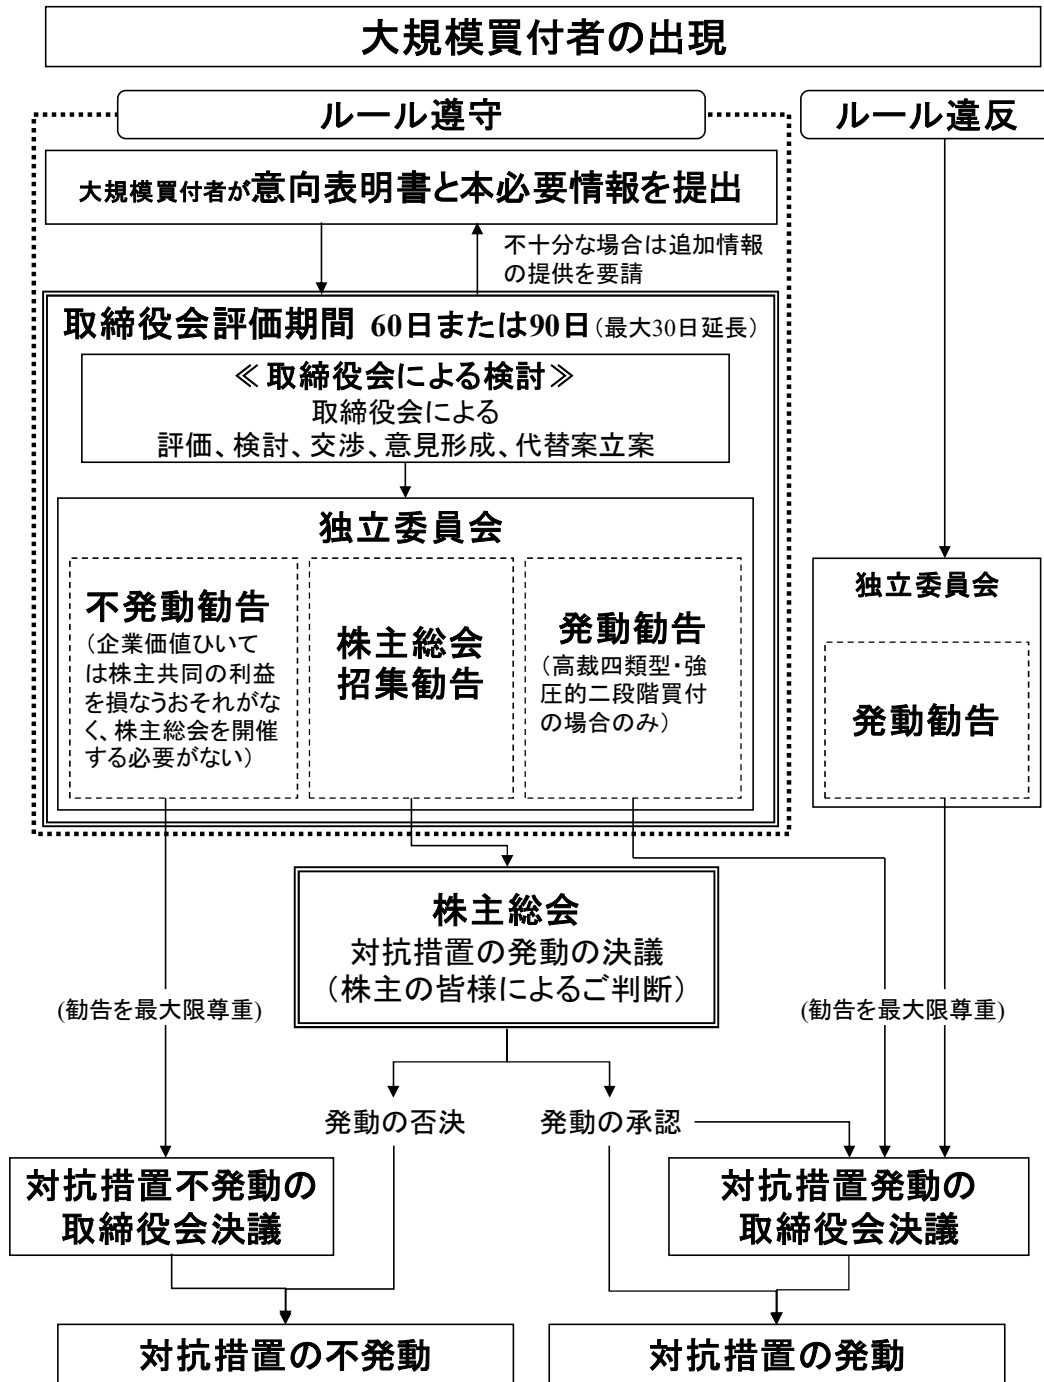 大規模買付者の出現
ルール遵守
ルール違反
大規模買付者が意向表明書と本必要情報を提出
不十分な場合は追加情報
の提供を要請
取締役会評価期間 60日または90日(最大30日延長)
≪取締役会による検討≫
取締役会による
評価、検討、交渉、意見形成、代替案立案
独立委員会
不発動勧告
(企業価値ひいて
は株主共同の利益
を損なうおそれがな
く、株主総会を開催
する必要がない)
株主総会
招集勧告
発動勧告
(高裁四類型・強
圧的二段階買付
の場合のみ)
独立委員会
発動勧告
株主総会
対抗措置の発動の決議
(株主の皆様によるご判断)
(勧告を最大限尊重)
(勧告を最大限尊重)
発動の否決
発動の承認
対抗措置不発動の
取締役会決議
対抗措置発動の
取締役会決議
対抗措置の不発動
対抗措置の発動